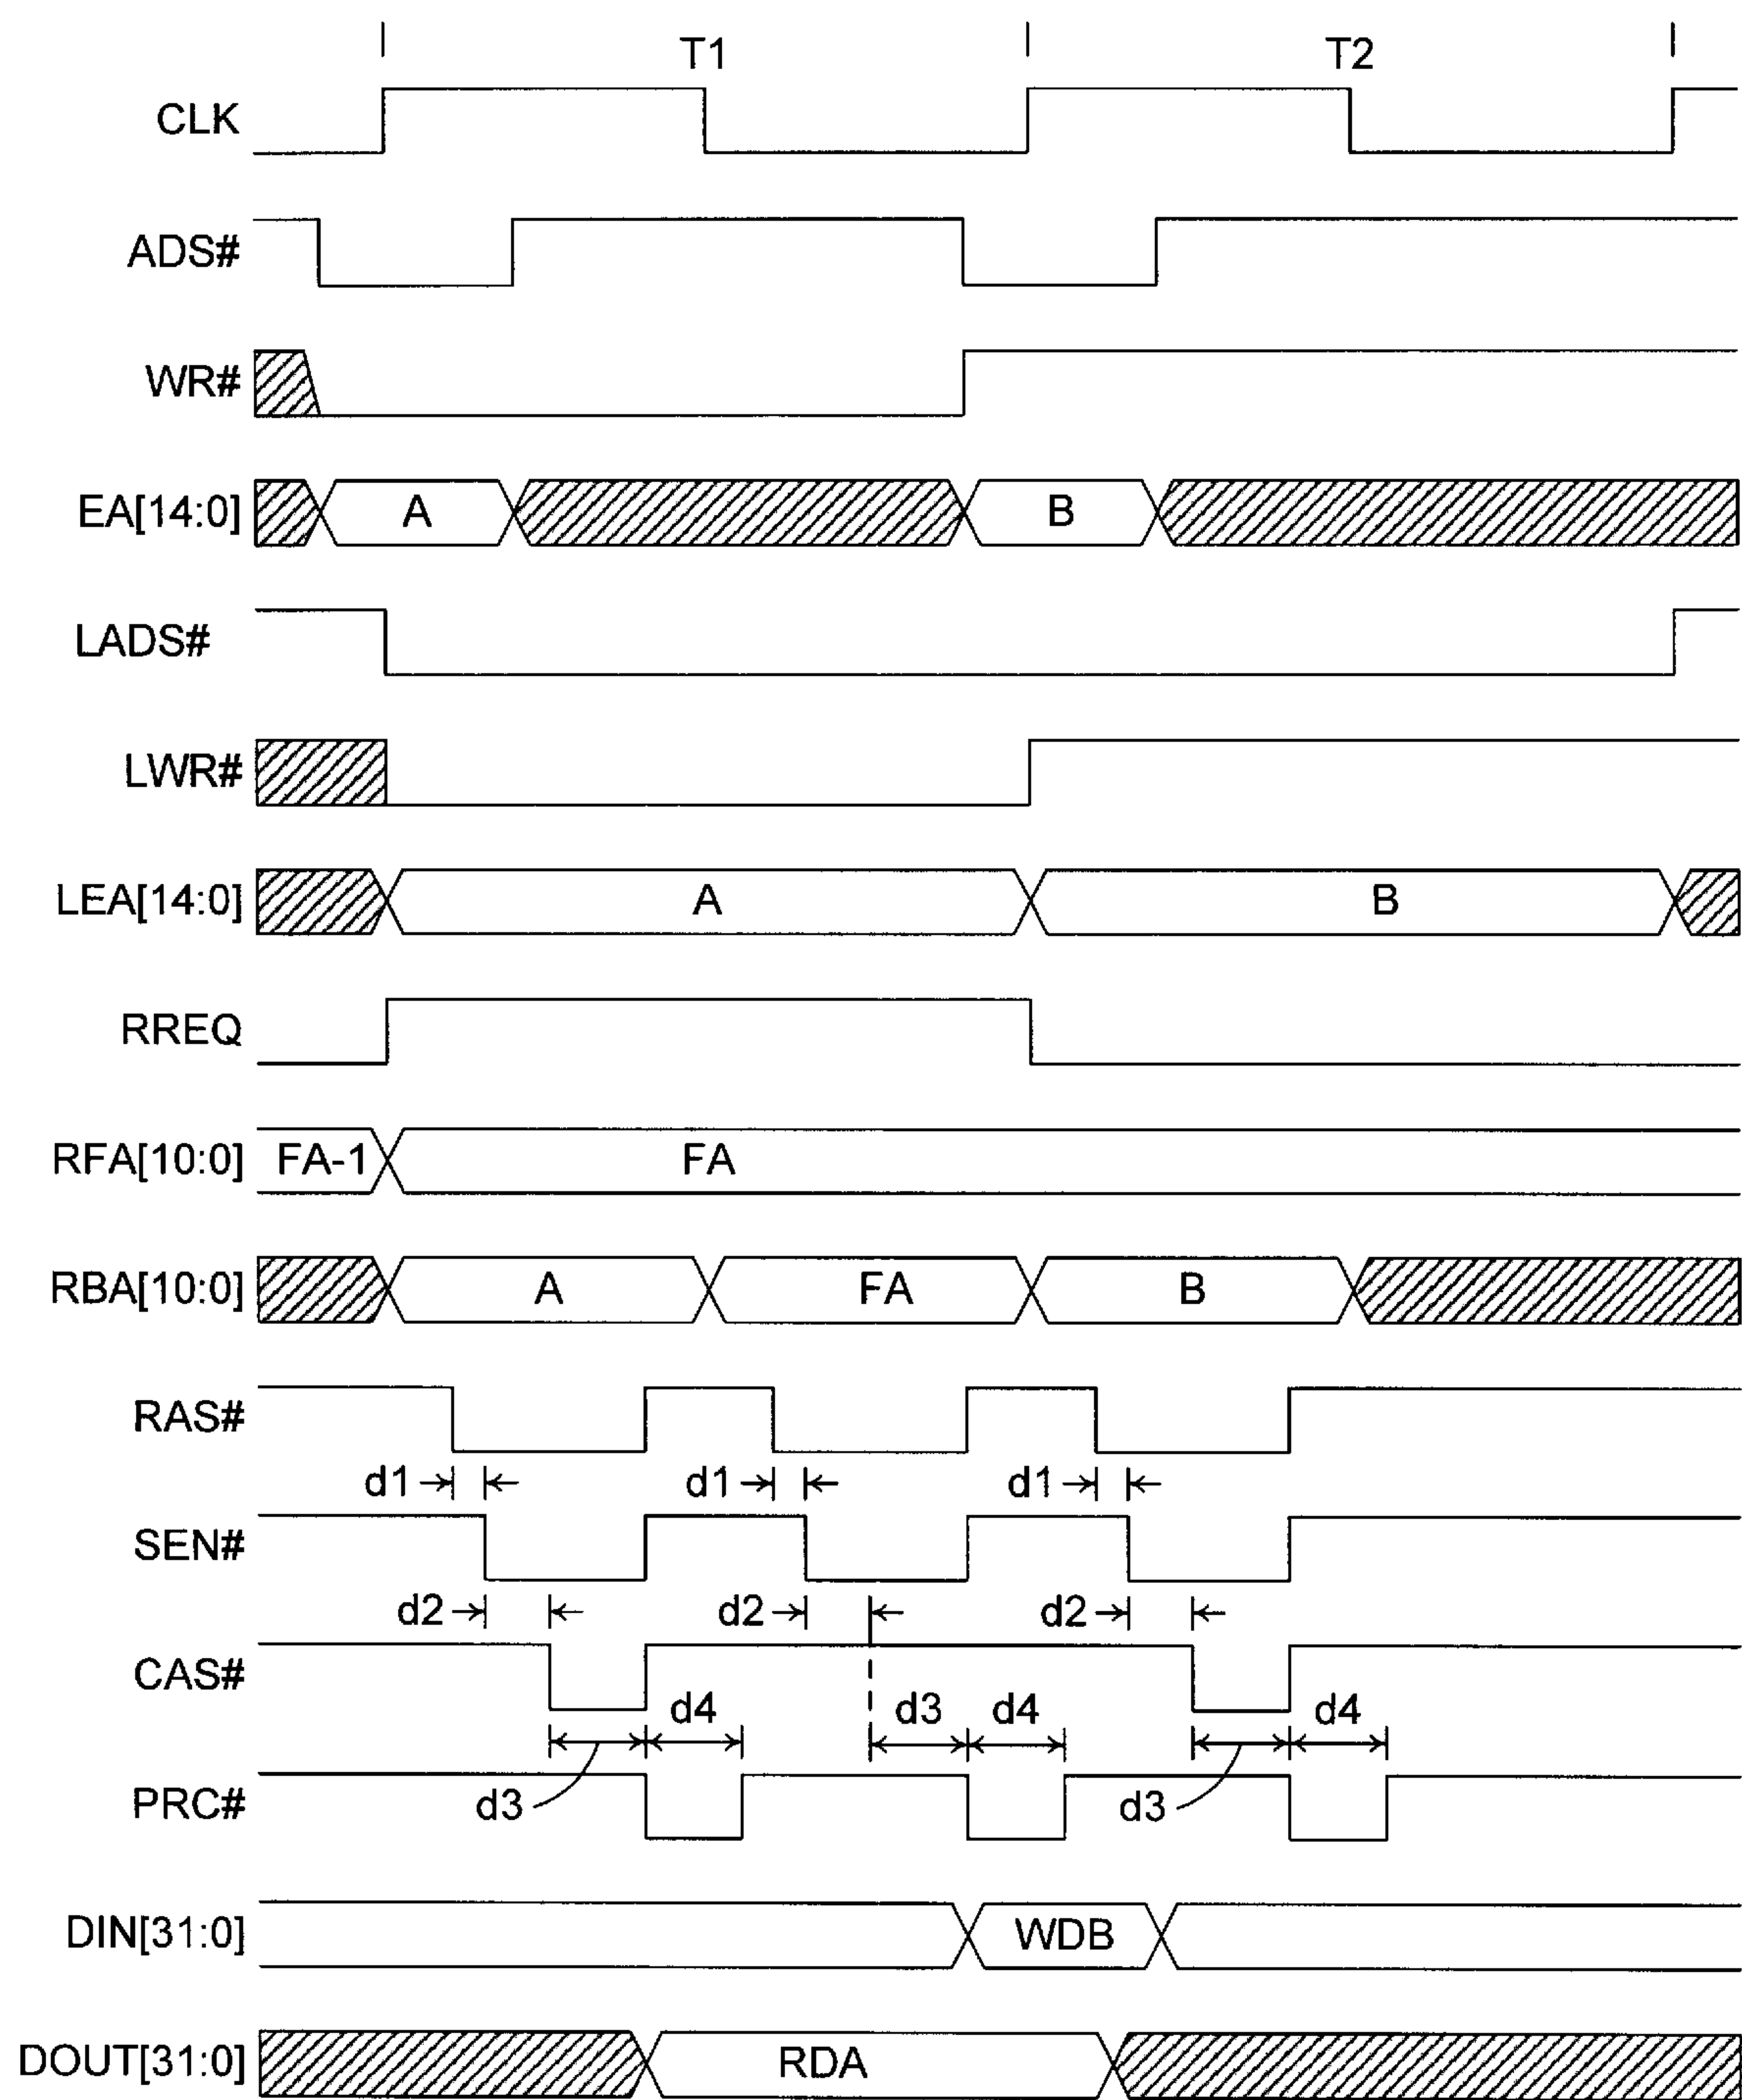 T1 T2
CLK
ADS#
WR#
EA[14:0] A B
LADS#
LWR#
LEA[14:0] A B
RREQ
RFA[10:0] FA-1 FA
RBA[10:0] A FA B
RAS#
d1 d1 d1
SEN#
d2 d2 d2
CAS#
d4 d3 d4 d4
d3 d3
PRC#
DIN[31:0] WDB
DOUT[31:0] RDA